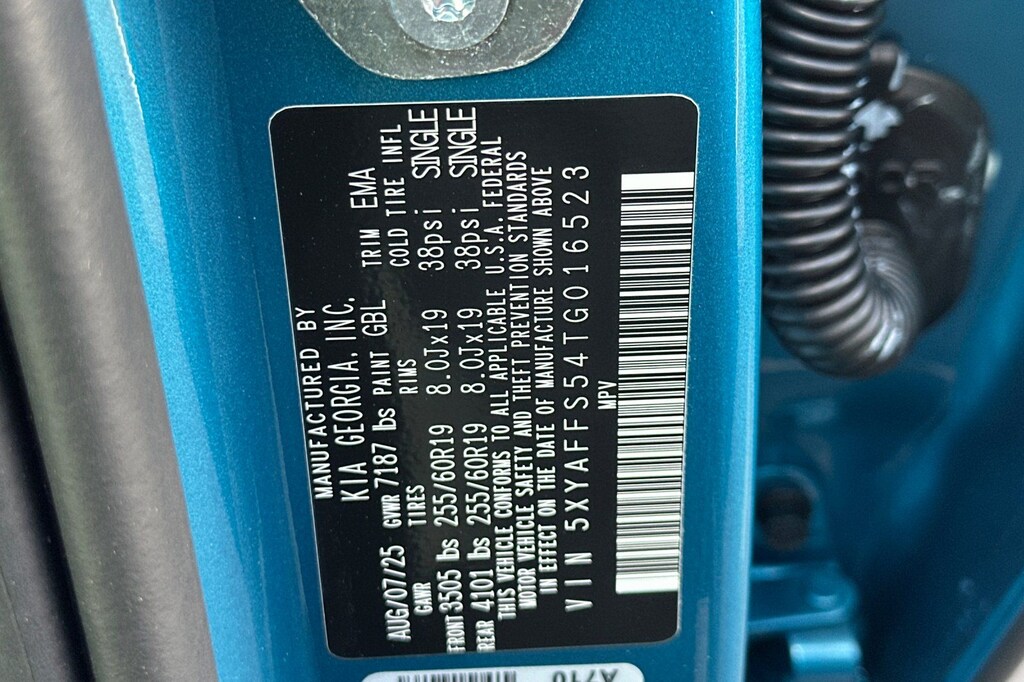 MANUFACTURED BY
KIA GEORGIA, INC.
AUG/07/25 GVWR 7187 lbs PAINT GBL TRIM EMA
GAWR TIRES RIMS COLD TIRE INFL
FRONT 3505 lbs 255/60R19 8.0Jx19 38psi SINGLE
REAR 4101 lbs 255/60R19 8.0Jx19 38psi SINGLE
THIS VEHICLE CONFORMS TO ALL APPLICABLE U.S.A. FEDERAL
MOTOR VEHICLE SAFETY AND THEFT PREVENTION STANDARDS
IN EFFECT ON THE DATE OF MANUFACTURE SHOWN ABOVE
VIN 5XYAFFS54TG016523
MPV